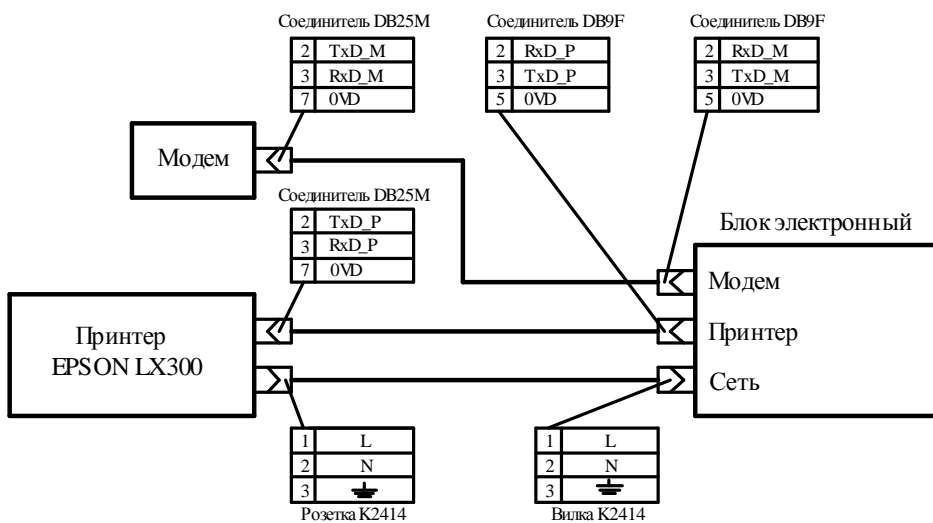 Соединитель DB25M
2 TxD_M
3 RxD_M
7 0VD
Соединитель DB9F
2 RxD_P
3 TxD_P
5 0VD
Соединитель DB9F
2 RxD_M
3 TxD_M
5 0VD
Модем
Соединитель DB25M
2 TxD_P
3 RxD_P
7 0VD
Блок электронный
Модем
Принтер
Сеть
Принтер
EPSON LX300
1 L
2 N
3
Розетка К2414
1 L
2 N
3
Вилка К2414